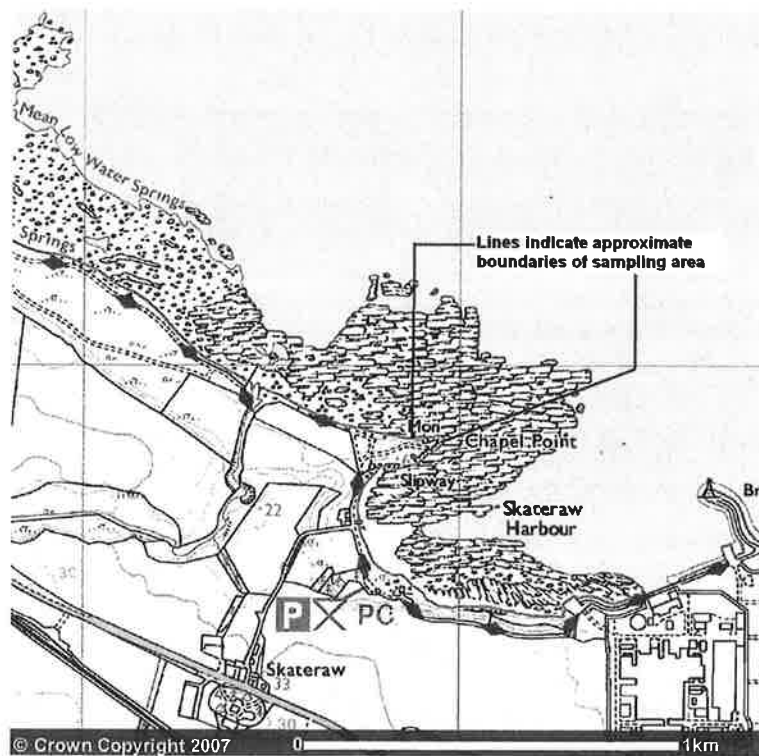 Mean Low Water Springs
Springs
Lines indicate approximate
boundaries of sampling area
Mon
Chapel Point
Slipway
Skateraw
Harbour
Br
22
30
P PC
Skateraw
33
30
© Crown Copyright 2007 0 1km